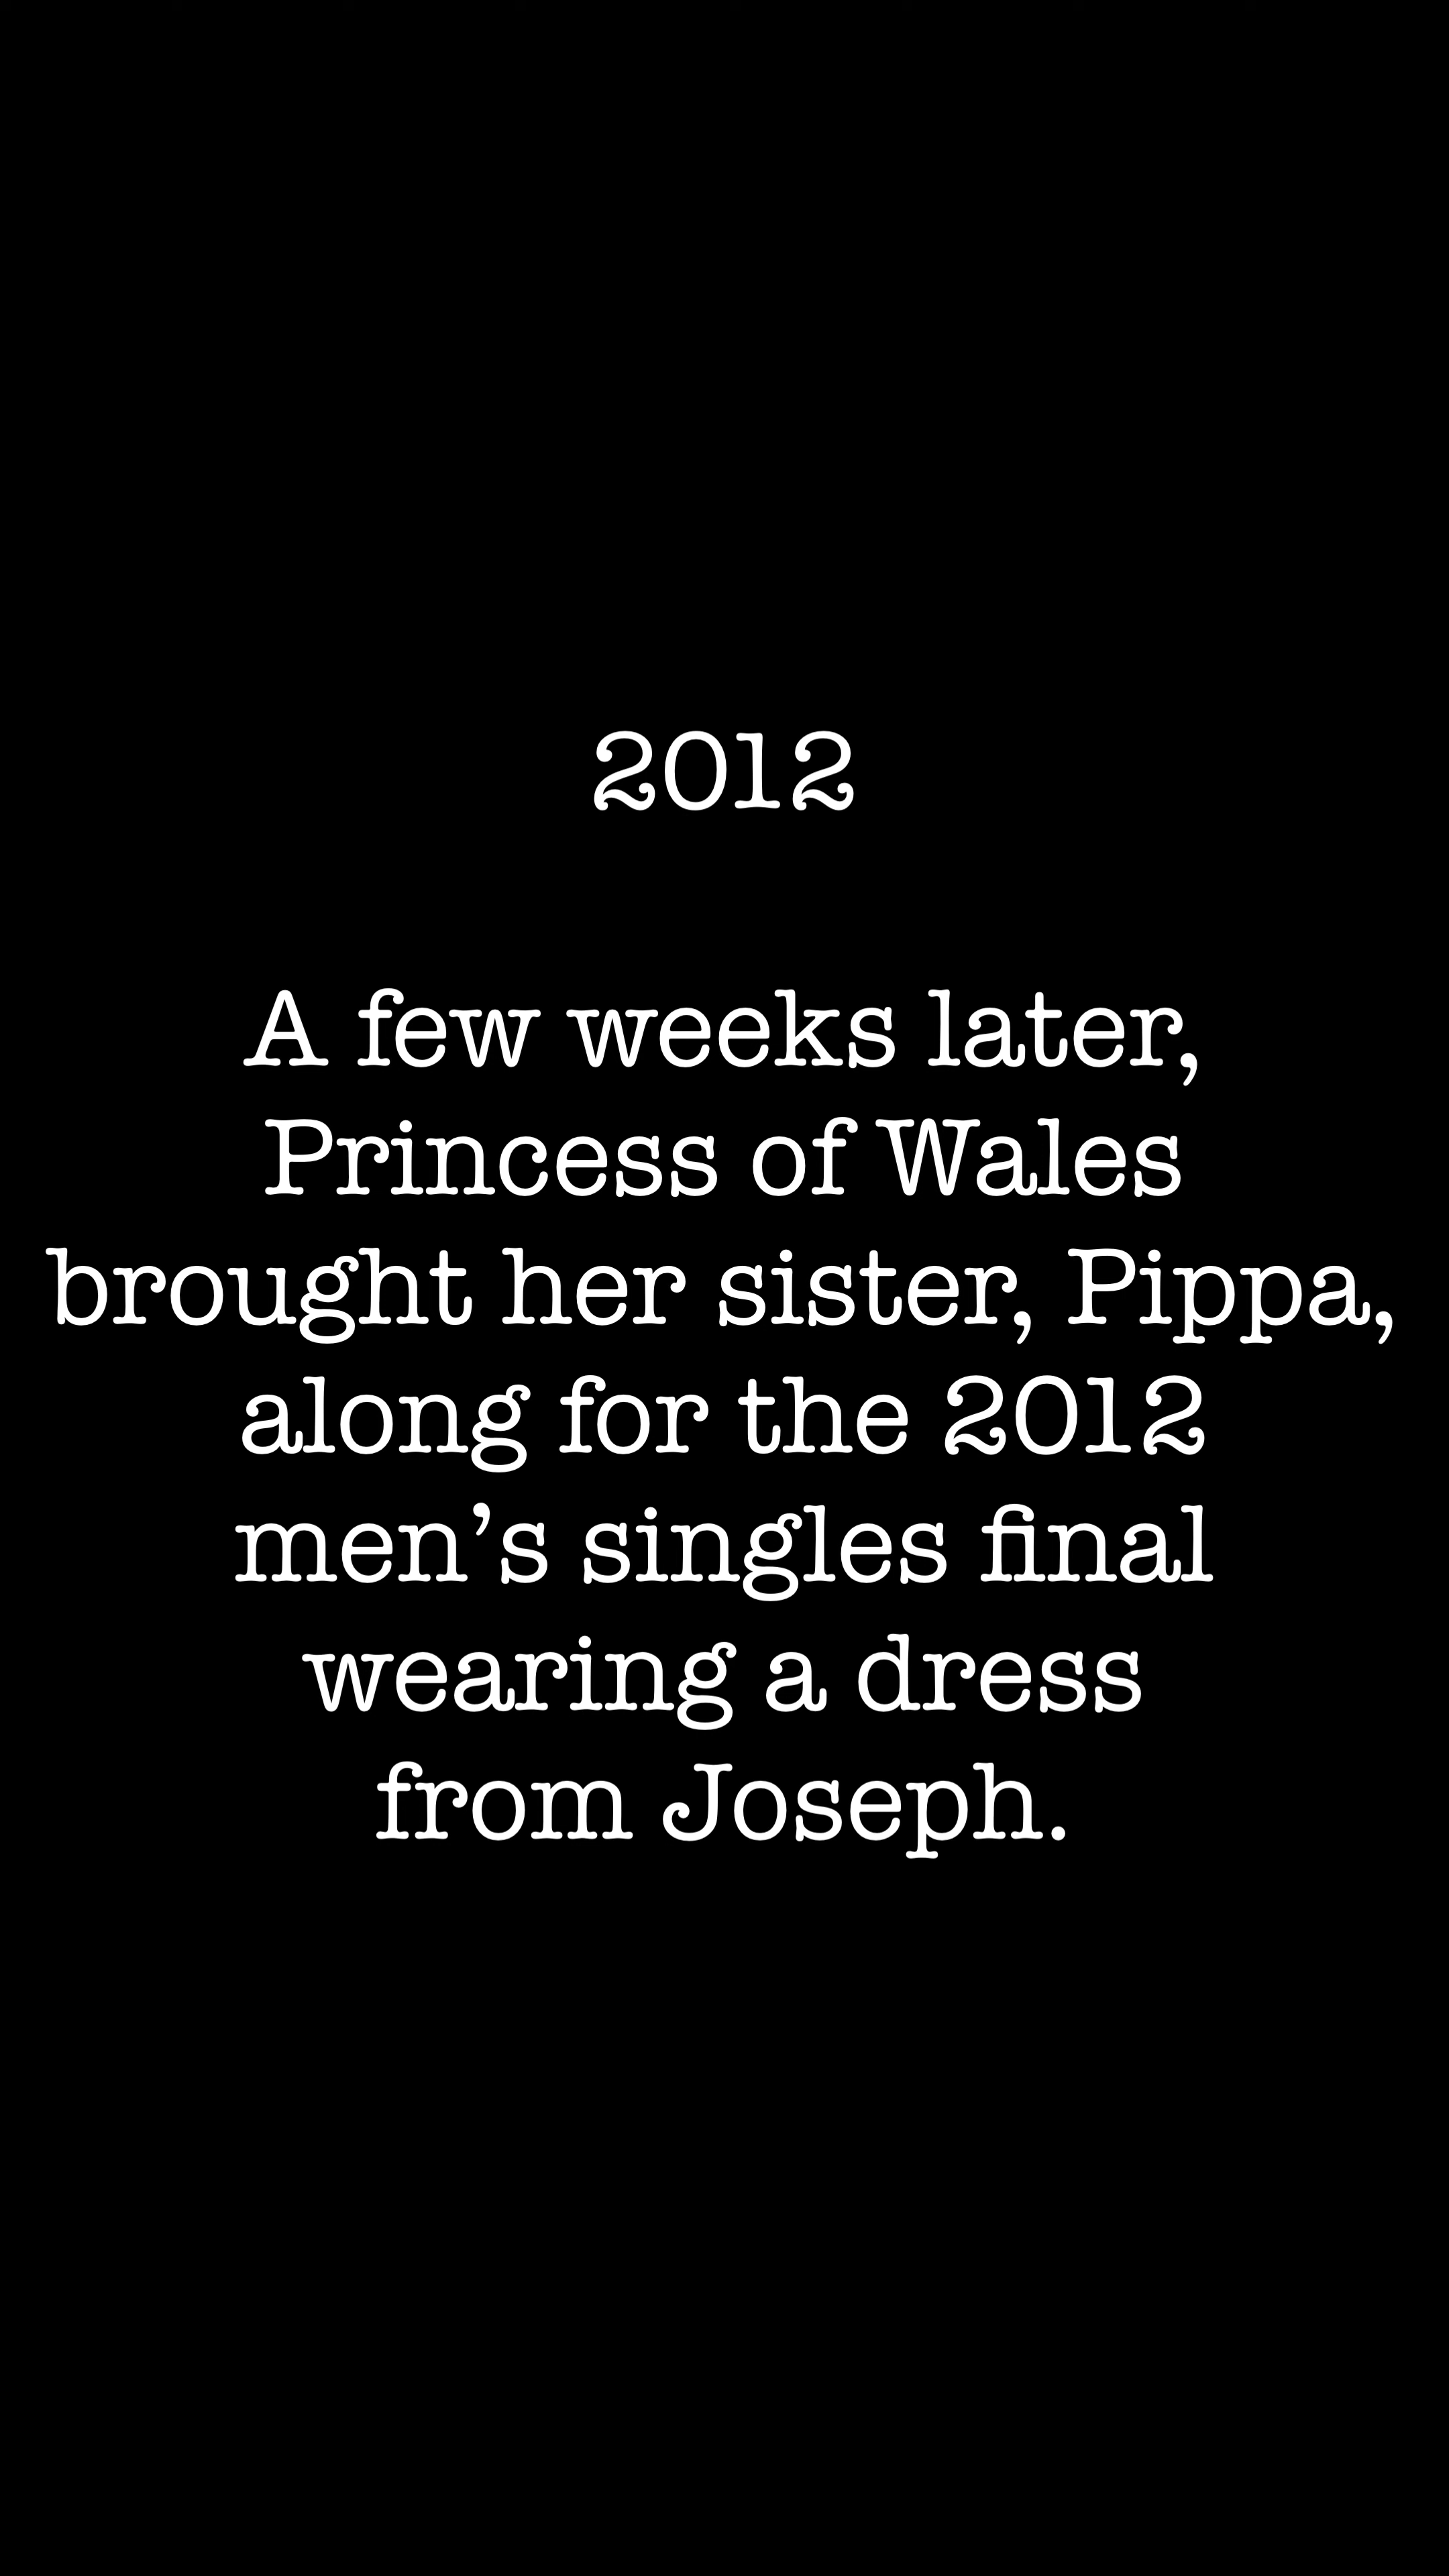 2012
A few weeks later,
Princess of Wales
brought her sister, Pippa,
along for the 2012
men’s singles final
wearing a dress
from Joseph.